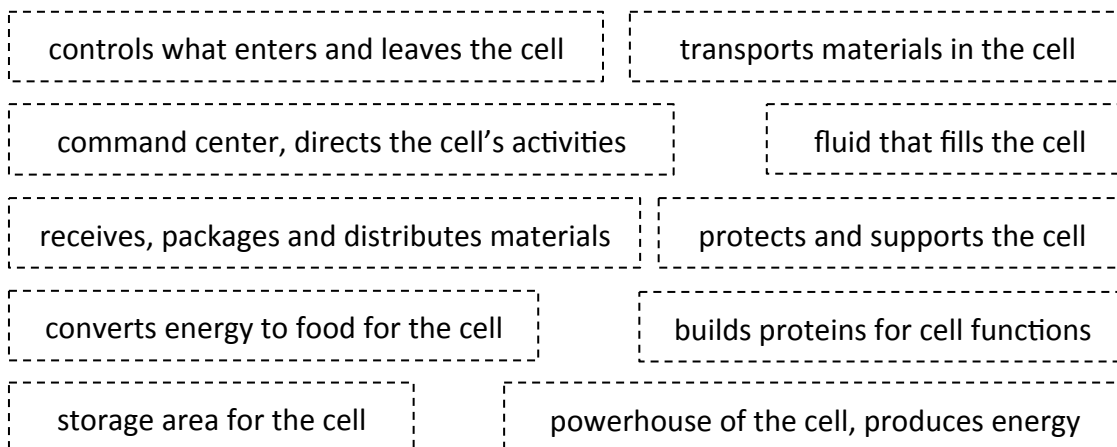 controls what enters and leaves the cell
transports materials in the cell
command center, directs the cell’s activities
fluid that fills the cell
receives, packages and distributes materials
protects and supports the cell
converts energy to food for the cell
builds proteins for cell functions
storage area for the cell
powerhouse of the cell, produces energy